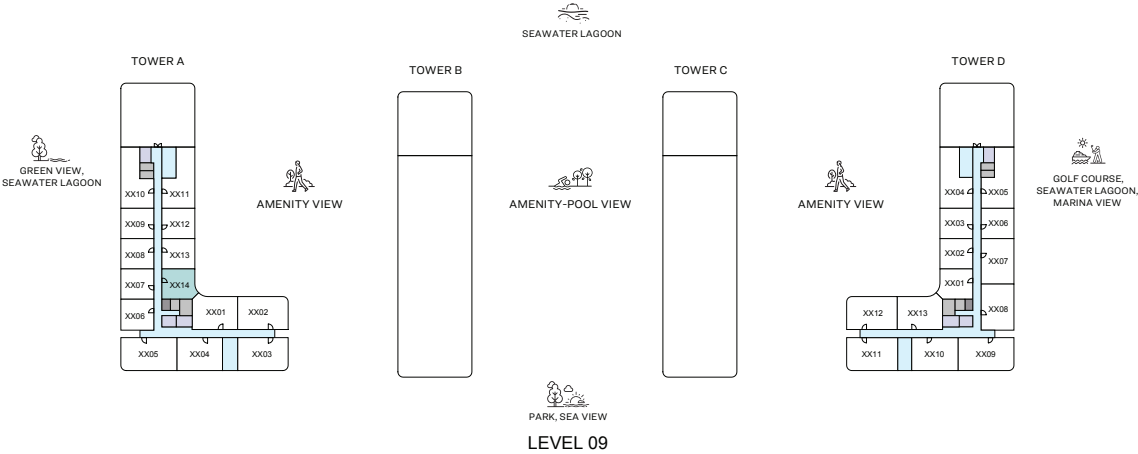 SEAWATER LAGOON
TOWER A
TOWER B
TOWER C
TOWER D
GREEN VIEW,
SEAWATER LAGOON
AMENITY VIEW
AMENITY-POOL VIEW
AMENITY VIEW
GOLF COURSE,
SEAWATER LAGOON,
MARINA VIEW
XX10 XX11
XX09 XX12
XX08 XX13
XX07 XX14
XX06 XX01 XX02
XX05 XX04 XX03
XX04 XX05
XX03 XX06
XX02 XX07
XX01
XX12 XX13 XX08
XX11 XX10 XX09
PARK, SEA VIEW
LEVEL 09